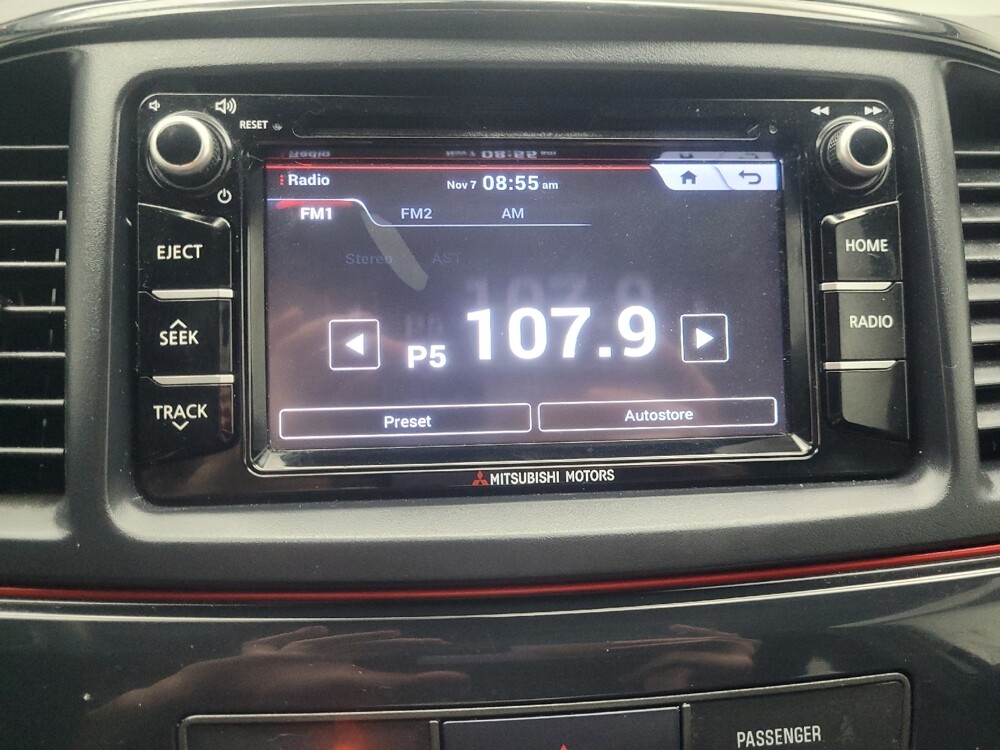 RESET
Radio
Nov 7 08:55 am
FM1 FM2 AM
Stereo AST
P5 107.9
Preset Autostore
EJECT
SEEK
TRACK
HOME
RADIO
MITSUBISHI MOTORS
PASSENGER